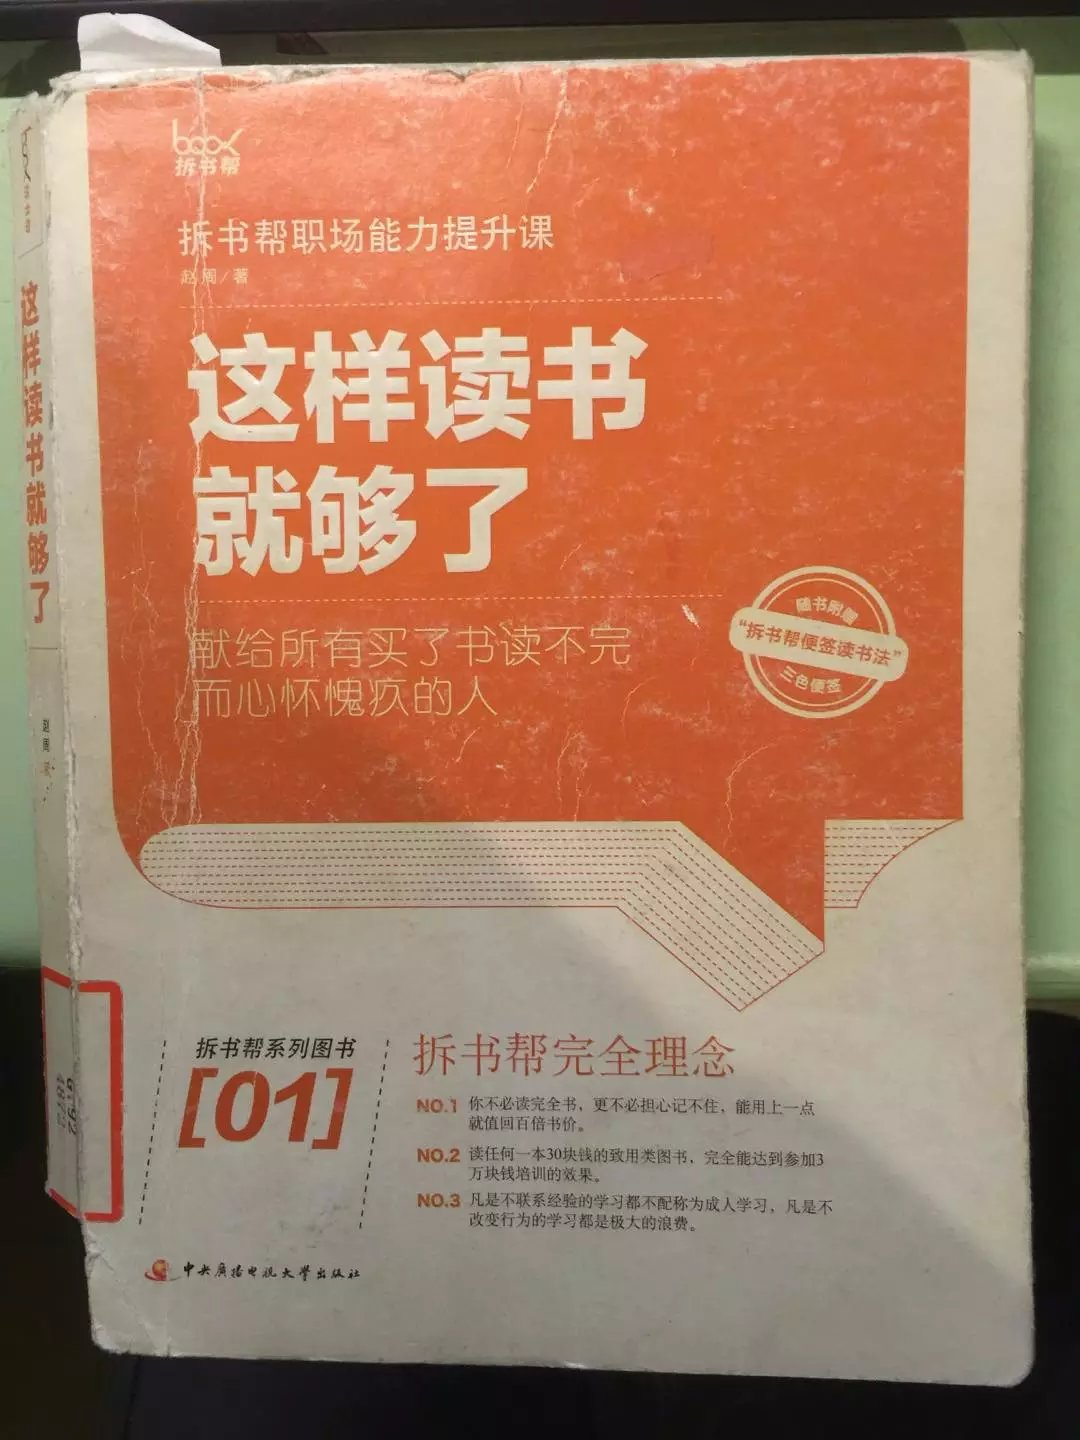 book
拆书帮
拆书帮职场能力提升课
赵周/著
这样读书
就够了
献给所有买了书读不完
而心怀愧疚的人
随书附赠
“拆书帮便签读书法”
三色便签
拆书帮系列图书
[01]
拆书帮完全理念
NO.1 你不必读完全书，更不必担心记不住，能用上一点
就值回百倍书价。
NO.2 读任何一本30块钱的致用类图书，完全能达到参加3
万块钱培训的效果。
NO.3 凡是不联系经验的学习都不配称为成人学习，凡是不
改变行为的学习都是极大的浪费。
中央廣播电视大学出版社
这样读书就够了
赵周